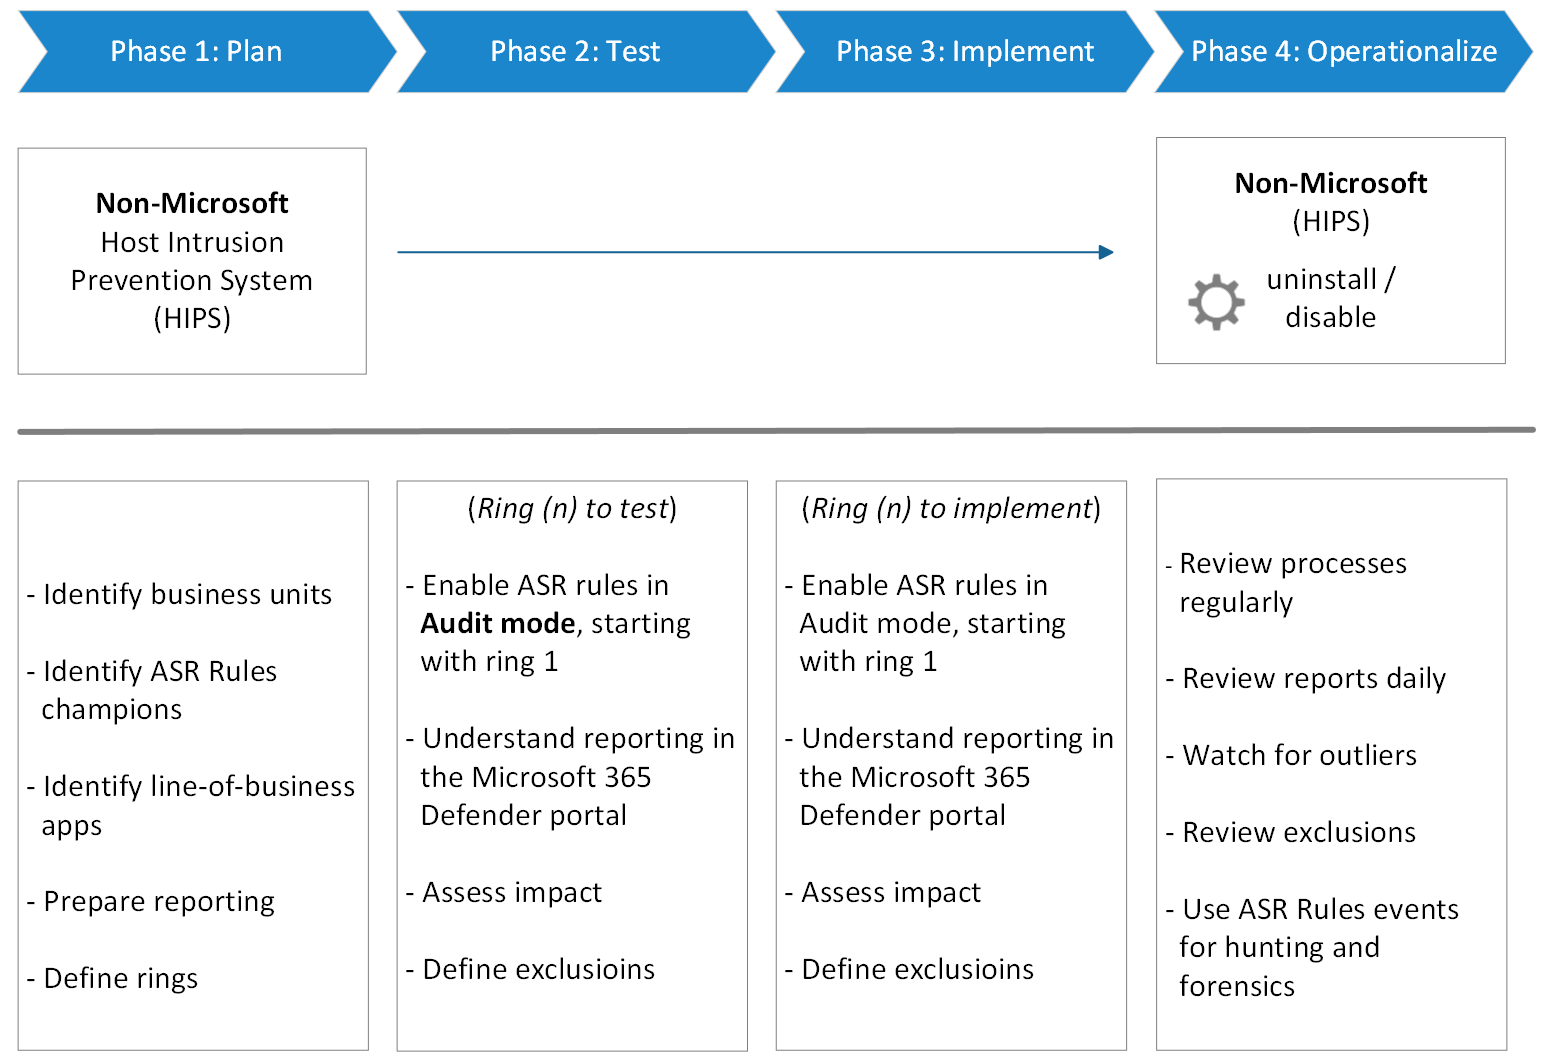 Phase 1: Plan
Phase 2: Test
Phase 3: Implement
Phase 4: Operationalize
Non-Microsoft
Host Intrusion
Prevention System
(HIPS)
Non-Microsoft
(HIPS)
uninstall /
disable
- Identify business units
- Identify ASR Rules
champions
- Identify line-of-business
apps
- Prepare reporting
- Define rings
(Ring (n) to test)
- Enable ASR rules in
Audit mode, starting
with ring 1
- Understand reporting in
the Microsoft 365
Defender portal
- Assess impact
- Define exclusioins
(Ring (n) to implement)
- Enable ASR rules in
Audit mode, starting
with ring 1
- Understand reporting in
the Microsoft 365
Defender portal
- Assess impact
- Define exclusioins
- Review processes
regularly
- Review reports daily
- Watch for outliers
- Review exclusions
- Use ASR Rules events
for hunting and
forensics